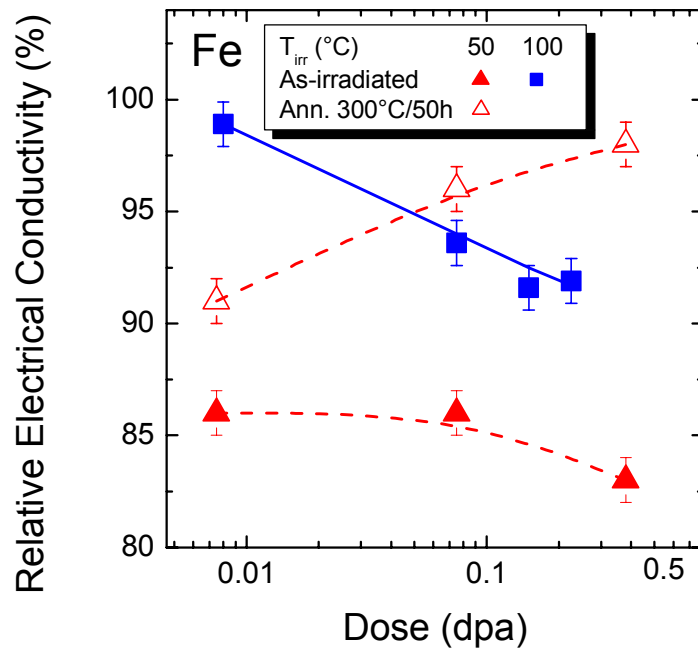 Fe
T_irr (°C) 50 100
As-irradiated
Ann. 300°C/50h
Relative Electrical Conductivity (%)
100
95
90
85
80
0.01 0.1 0.5
Dose (dpa)